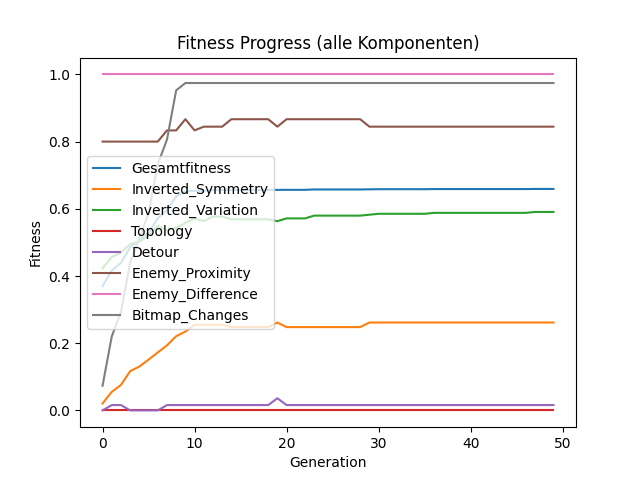 Fitness Progress (alle Komponenten)
1.0
0.8
0.6
0.4
0.2
0.0
Fitness
Gesamtfitness
Inverted_Symmetry
Inverted_Variation
Topology
Detour
Enemy_Proximity
Enemy_Difference
Bitmap_Changes
0 10 20 30 40 50
Generation